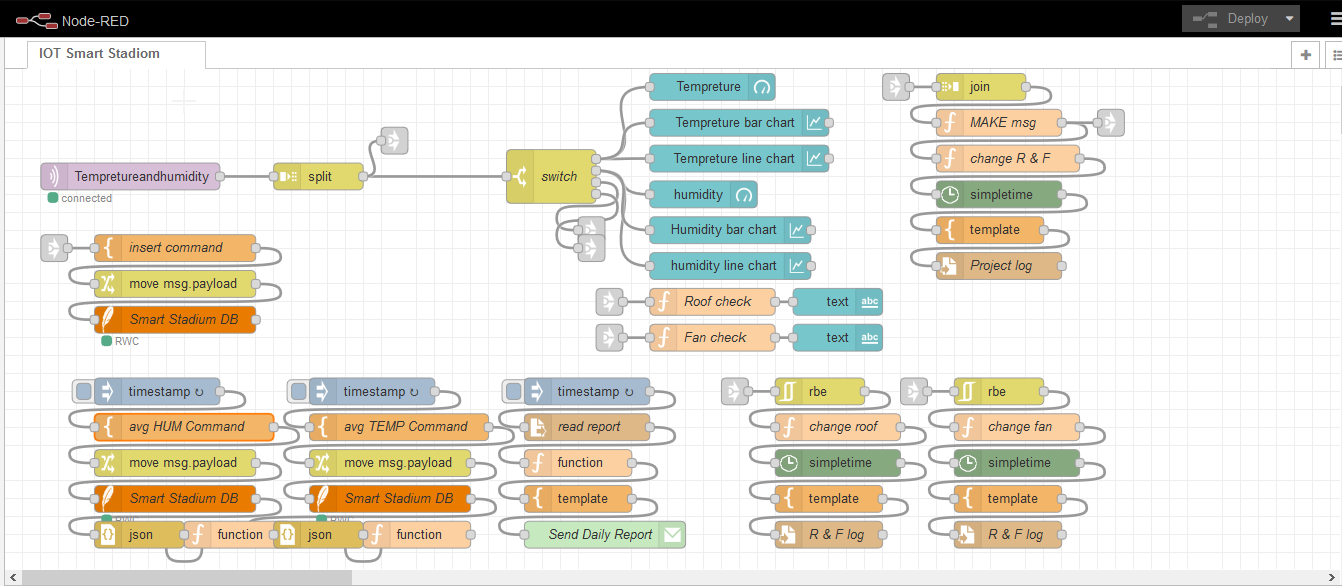 Node-RED
Deploy
IOT Smart Stadiom
Tempretureandhumidity
connected
split
switch
Tempreture
Tempreture bar chart
Tempreture line chart
humidity
Humidity bar chart
humidity line chart
Roof check
text abc
Fan check
text abc
join
MAKE msg
change R & F
simpletime
template
Project log
insert command
move msg.payload
Smart Stadium DB
RWC
timestamp ↻
avg HUM Command
move msg.payload
Smart Stadium DB
RWC
json
function
timestamp ↻
avg TEMP Command
move msg.payload
Smart Stadium DB
RWC
json
function
timestamp ↻
read report
function
template
Send Daily Report
rbe
change roof
simpletime
template
R & F log
rbe
change fan
simpletime
template
R & F log